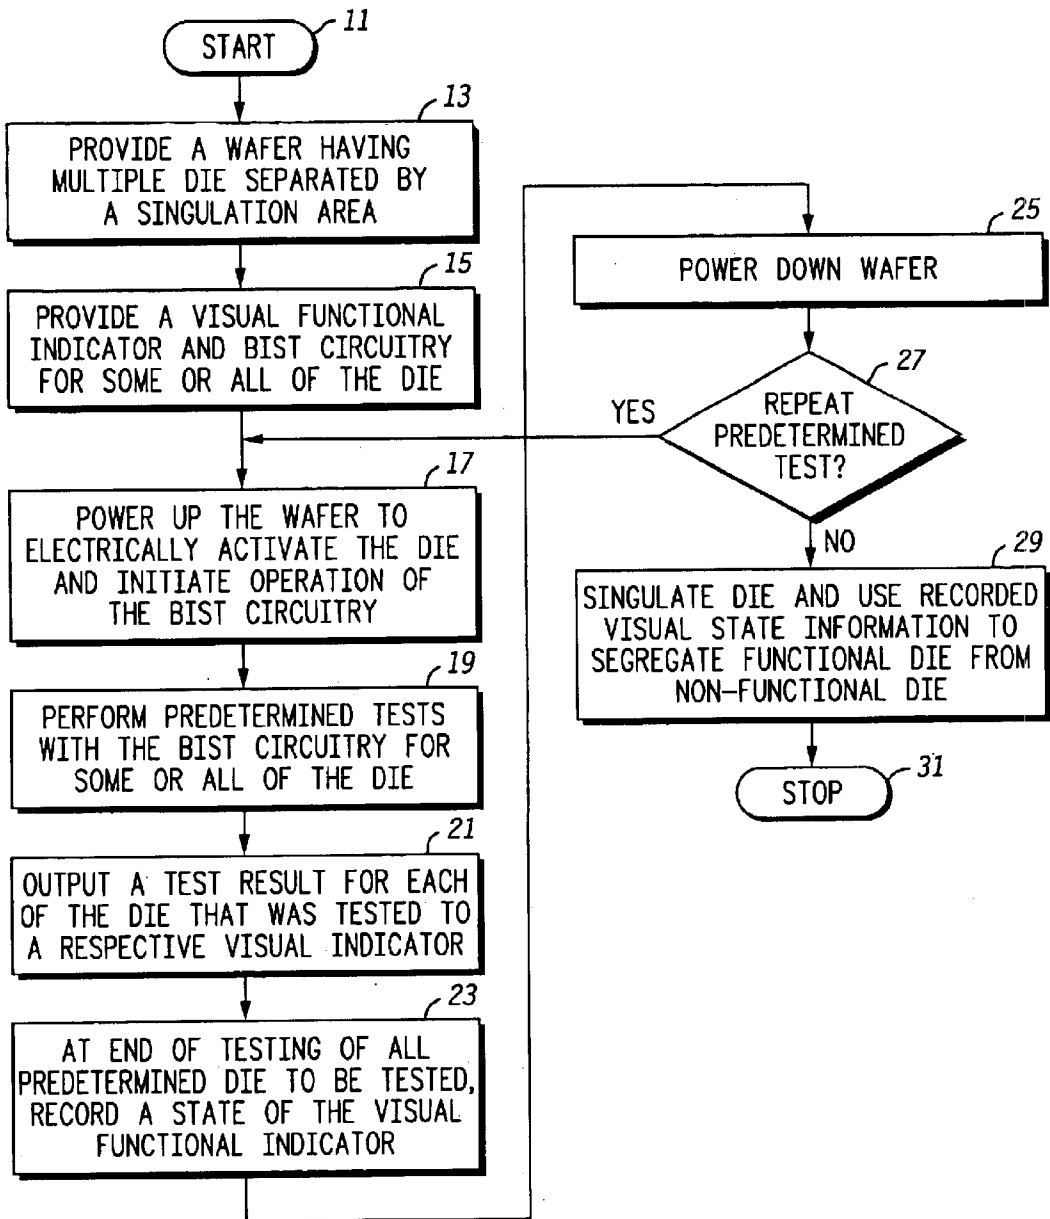 START
11
13
PROVIDE A WAFER HAVING
MULTIPLE DIE SEPARATED BY
A SINGULATION AREA
15
PROVIDE A VISUAL FUNCTIONAL
INDICATOR AND BIST CIRCUITRY
FOR SOME OR ALL OF THE DIE
17
POWER UP THE WAFER TO
ELECTRICALLY ACTIVATE THE DIE
AND INITIATE OPERATION OF
THE BIST CIRCUITRY
19
PERFORM PREDETERMINED TESTS
WITH THE BIST CIRCUITRY FOR
SOME OR ALL OF THE DIE
21
OUTPUT A TEST RESULT FOR EACH
OF THE DIE THAT WAS TESTED TO
A RESPECTIVE VISUAL INDICATOR
23
AT END OF TESTING OF ALL
PREDETERMINED DIE TO BE TESTED,
RECORD A STATE OF THE VISUAL
FUNCTIONAL INDICATOR
25
POWER DOWN WAFER
27
REPEAT
PREDETERMINED
TEST?
YES
NO
29
SINGULATE DIE AND USE RECORDED
VISUAL STATE INFORMATION TO
SEGREGATE FUNCTIONAL DIE FROM
NON-FUNCTIONAL DIE
31
STOP